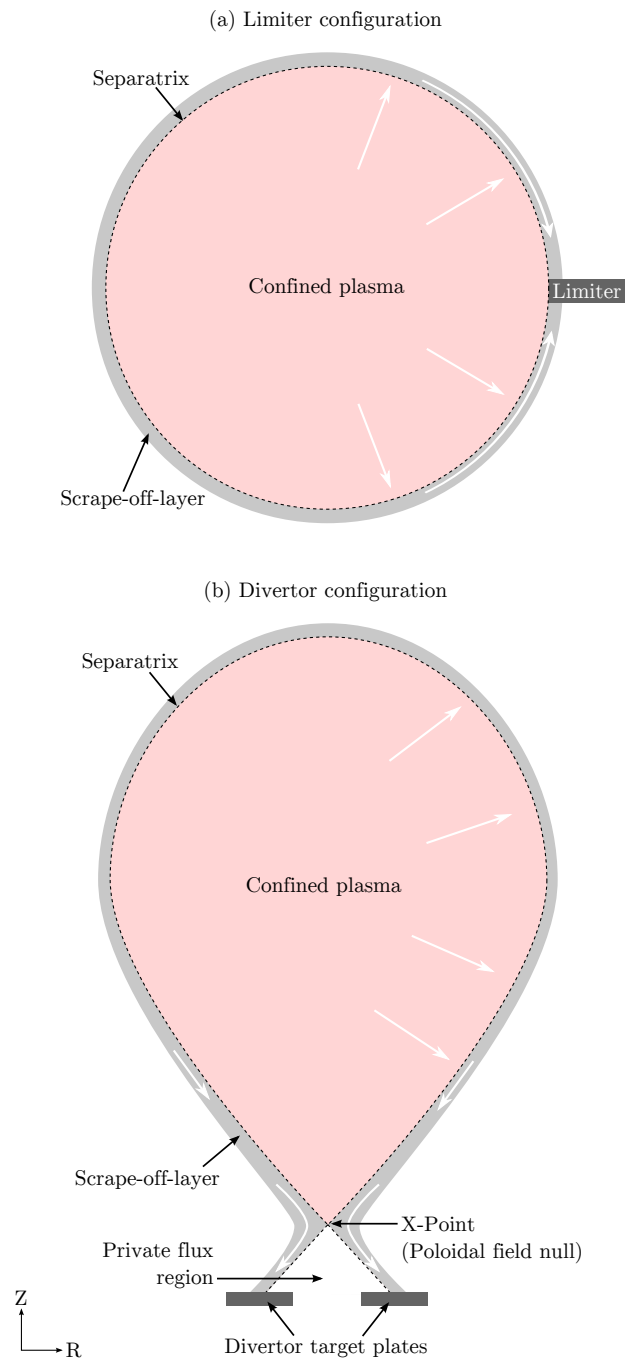 (a) Limiter configuration
Separatrix
Confined plasma
Limiter
Scrape-off-layer
(b) Divertor configuration
Separatrix
Confined plasma
Scrape-off-layer
X-Point
(Poloidal field null)
Private flux
region
Z
R
Divertor target plates